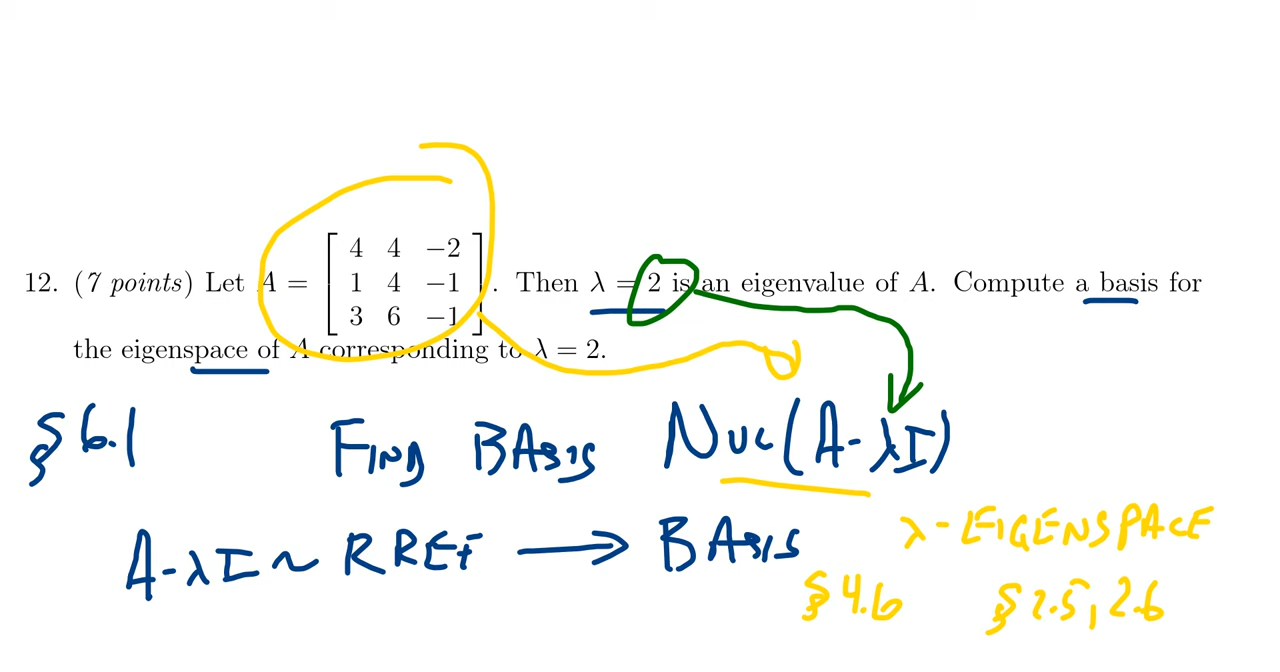 12. (7 points) Let A = [ 4 4 −2 ; 1 4 −1 ; 3 6 −1 ]. Then λ = 2 is an eigenvalue of A. Compute a basis for
the eigenspace of A corresponding to λ = 2.
§ 6.1 FIND BASIS NUL(A-λI)
A-λI ~ RREF → BASIS
λ-EIGENSPACE
§ 4.6 § 2.5, 2.6